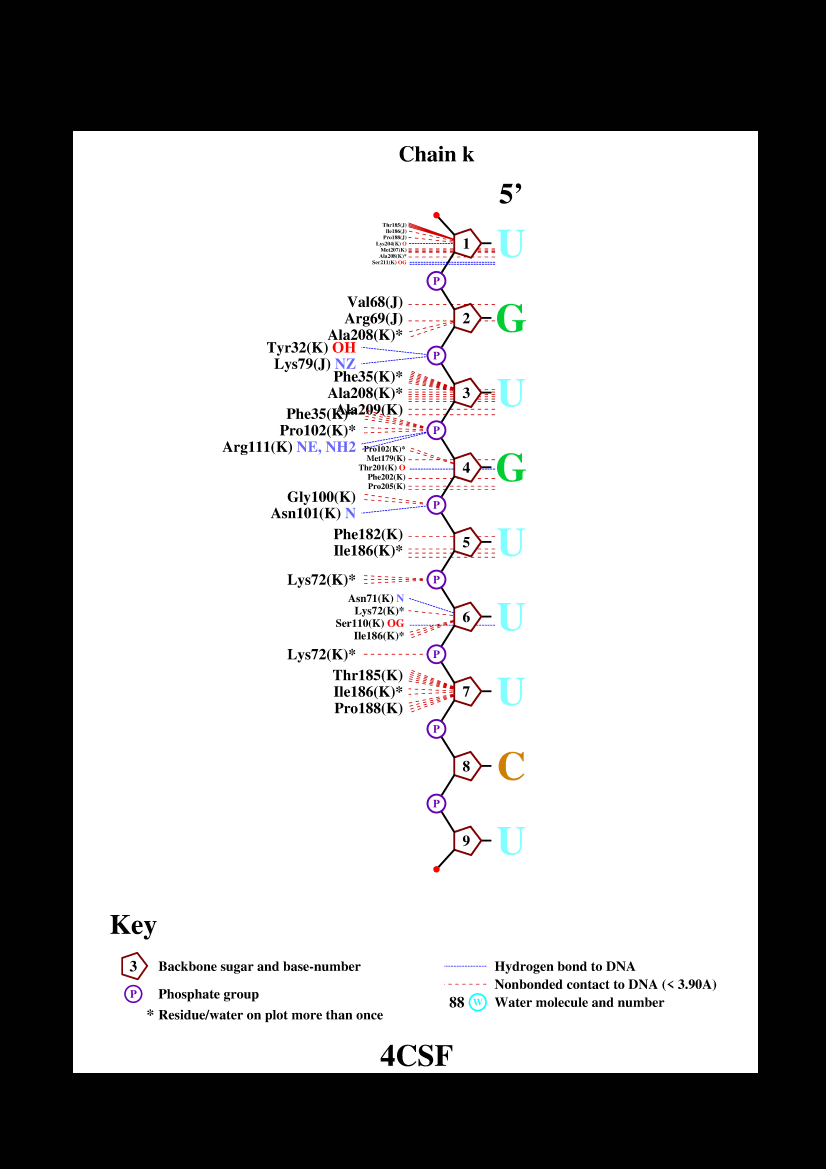 Chain k
5’
Thr185(J)
Ile186(J)
Pro188(J)
Lys204(K) O
Met207(K)
Ala208(K)*
Ser211(K) OG
1 U
P
Val68(J)
Arg69(J)
2 G
Ala208(K)*
Tyr32(K) OH
P
Lys79(J) NZ
Phe35(K)*
Ala208(K)*
3 U
Ala209(K)
Phe35(K)*
Pro102(K)*
P
Arg111(K) NE, NH2
Pro102(K)*
Met179(K)
Thr201(K) O
4 G
Phe202(K)
Pro205(K)
Gly100(K)
P
Asn101(K) N
Phe182(K)
5 U
Ile186(K)*
Lys72(K)*
P
Asn71(K) N
Lys72(K)*
6 U
Ser110(K) OG
Ile186(K)*
Lys72(K)*
P
Thr185(K)
Ile186(K)*
7 U
Pro188(K)
P
8 C
P
9 U
Key
3 Backbone sugar and base-number
P Phosphate group
* Residue/water on plot more than once
Hydrogen bond to DNA
Nonbonded contact to DNA (< 3.90A)
88 W Water molecule and number
4CSF